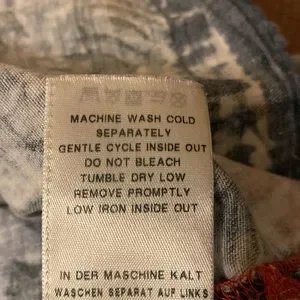 MACHINE WASH COLD
SEPARATELY
GENTLE CYCLE INSIDE OUT
DO NOT BLEACH
TUMBLE DRY LOW
REMOVE PROMPTLY
LOW IRON INSIDE OUT
IN DER MASCHINE KALT
WASCHEN SEPARAT AUF LINKS